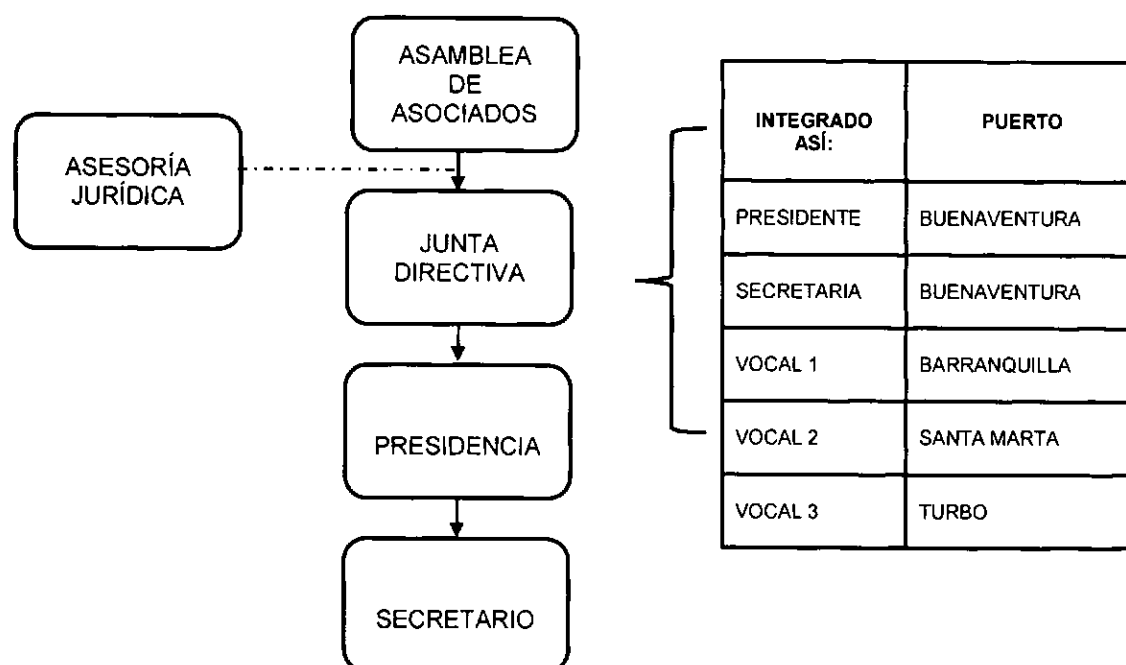 ASAMBLEA
DE
ASOCIADOS
ASESORÍA
JURÍDICA
JUNTA
DIRECTIVA
PRESIDENCIA
SECRETARIO
INTEGRADO
ASÍ:
PUERTO
PRESIDENTE
BUENAVENTURA
SECRETARIA
BUENAVENTURA
VOCAL 1
BARRANQUILLA
VOCAL 2
SANTA MARTA
VOCAL 3
TURBO